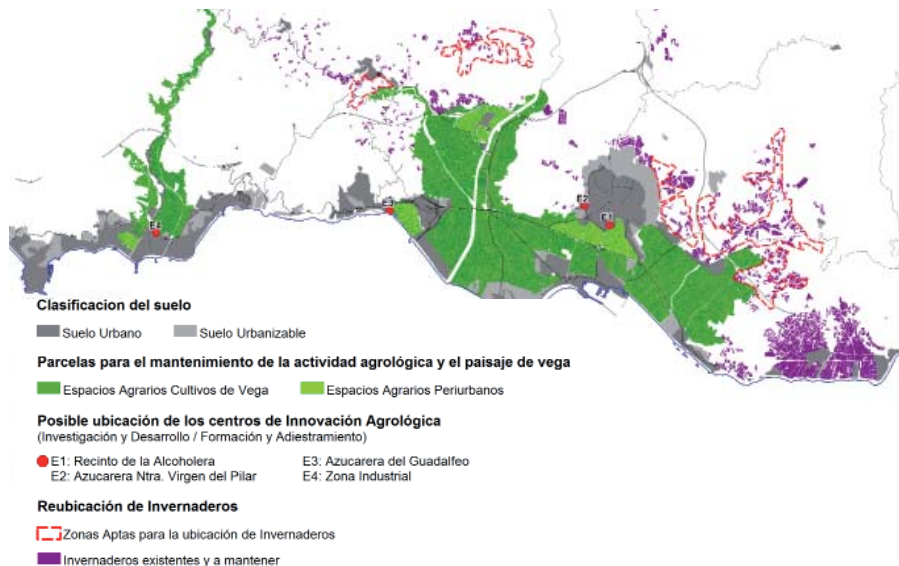 E3
E2
E1
E4
Clasificacion del suelo
Suelo Urbano Suelo Urbanizable
Parcelas para el mantenimiento de la actividad agrológica y el paisaje de vega
Espacios Agrarios Cultivos de Vega Espacios Agrarios Periurbanos
Posible ubicación de los centros de Innovación Agrológica
(Investigación y Desarrollo / Formación y Adiestramiento)
E1: Recinto de la Alcoholera E3: Azucarera del Guadalfeo
E2: Azucarera Ntra. Virgen del Pilar E4: Zona Industrial
Reubicación de Invernaderos
Zonas Aptas para la ubicación de Invernaderos
Invernaderos existentes y a mantener